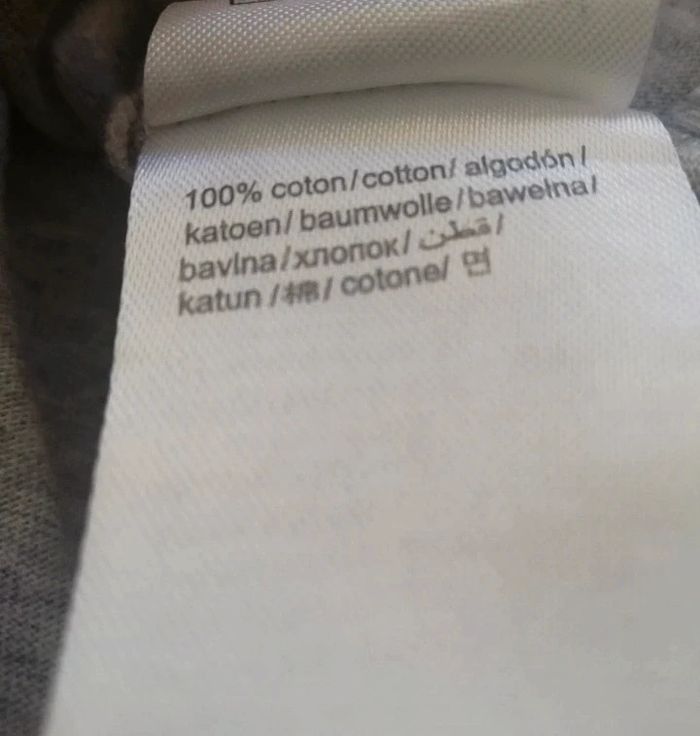 100% coton/cotton/ algodón/
katoen/baumwolle/bawełna/
bavlna/хлопок/ قطن/
katun/棉/ cotone/ 면